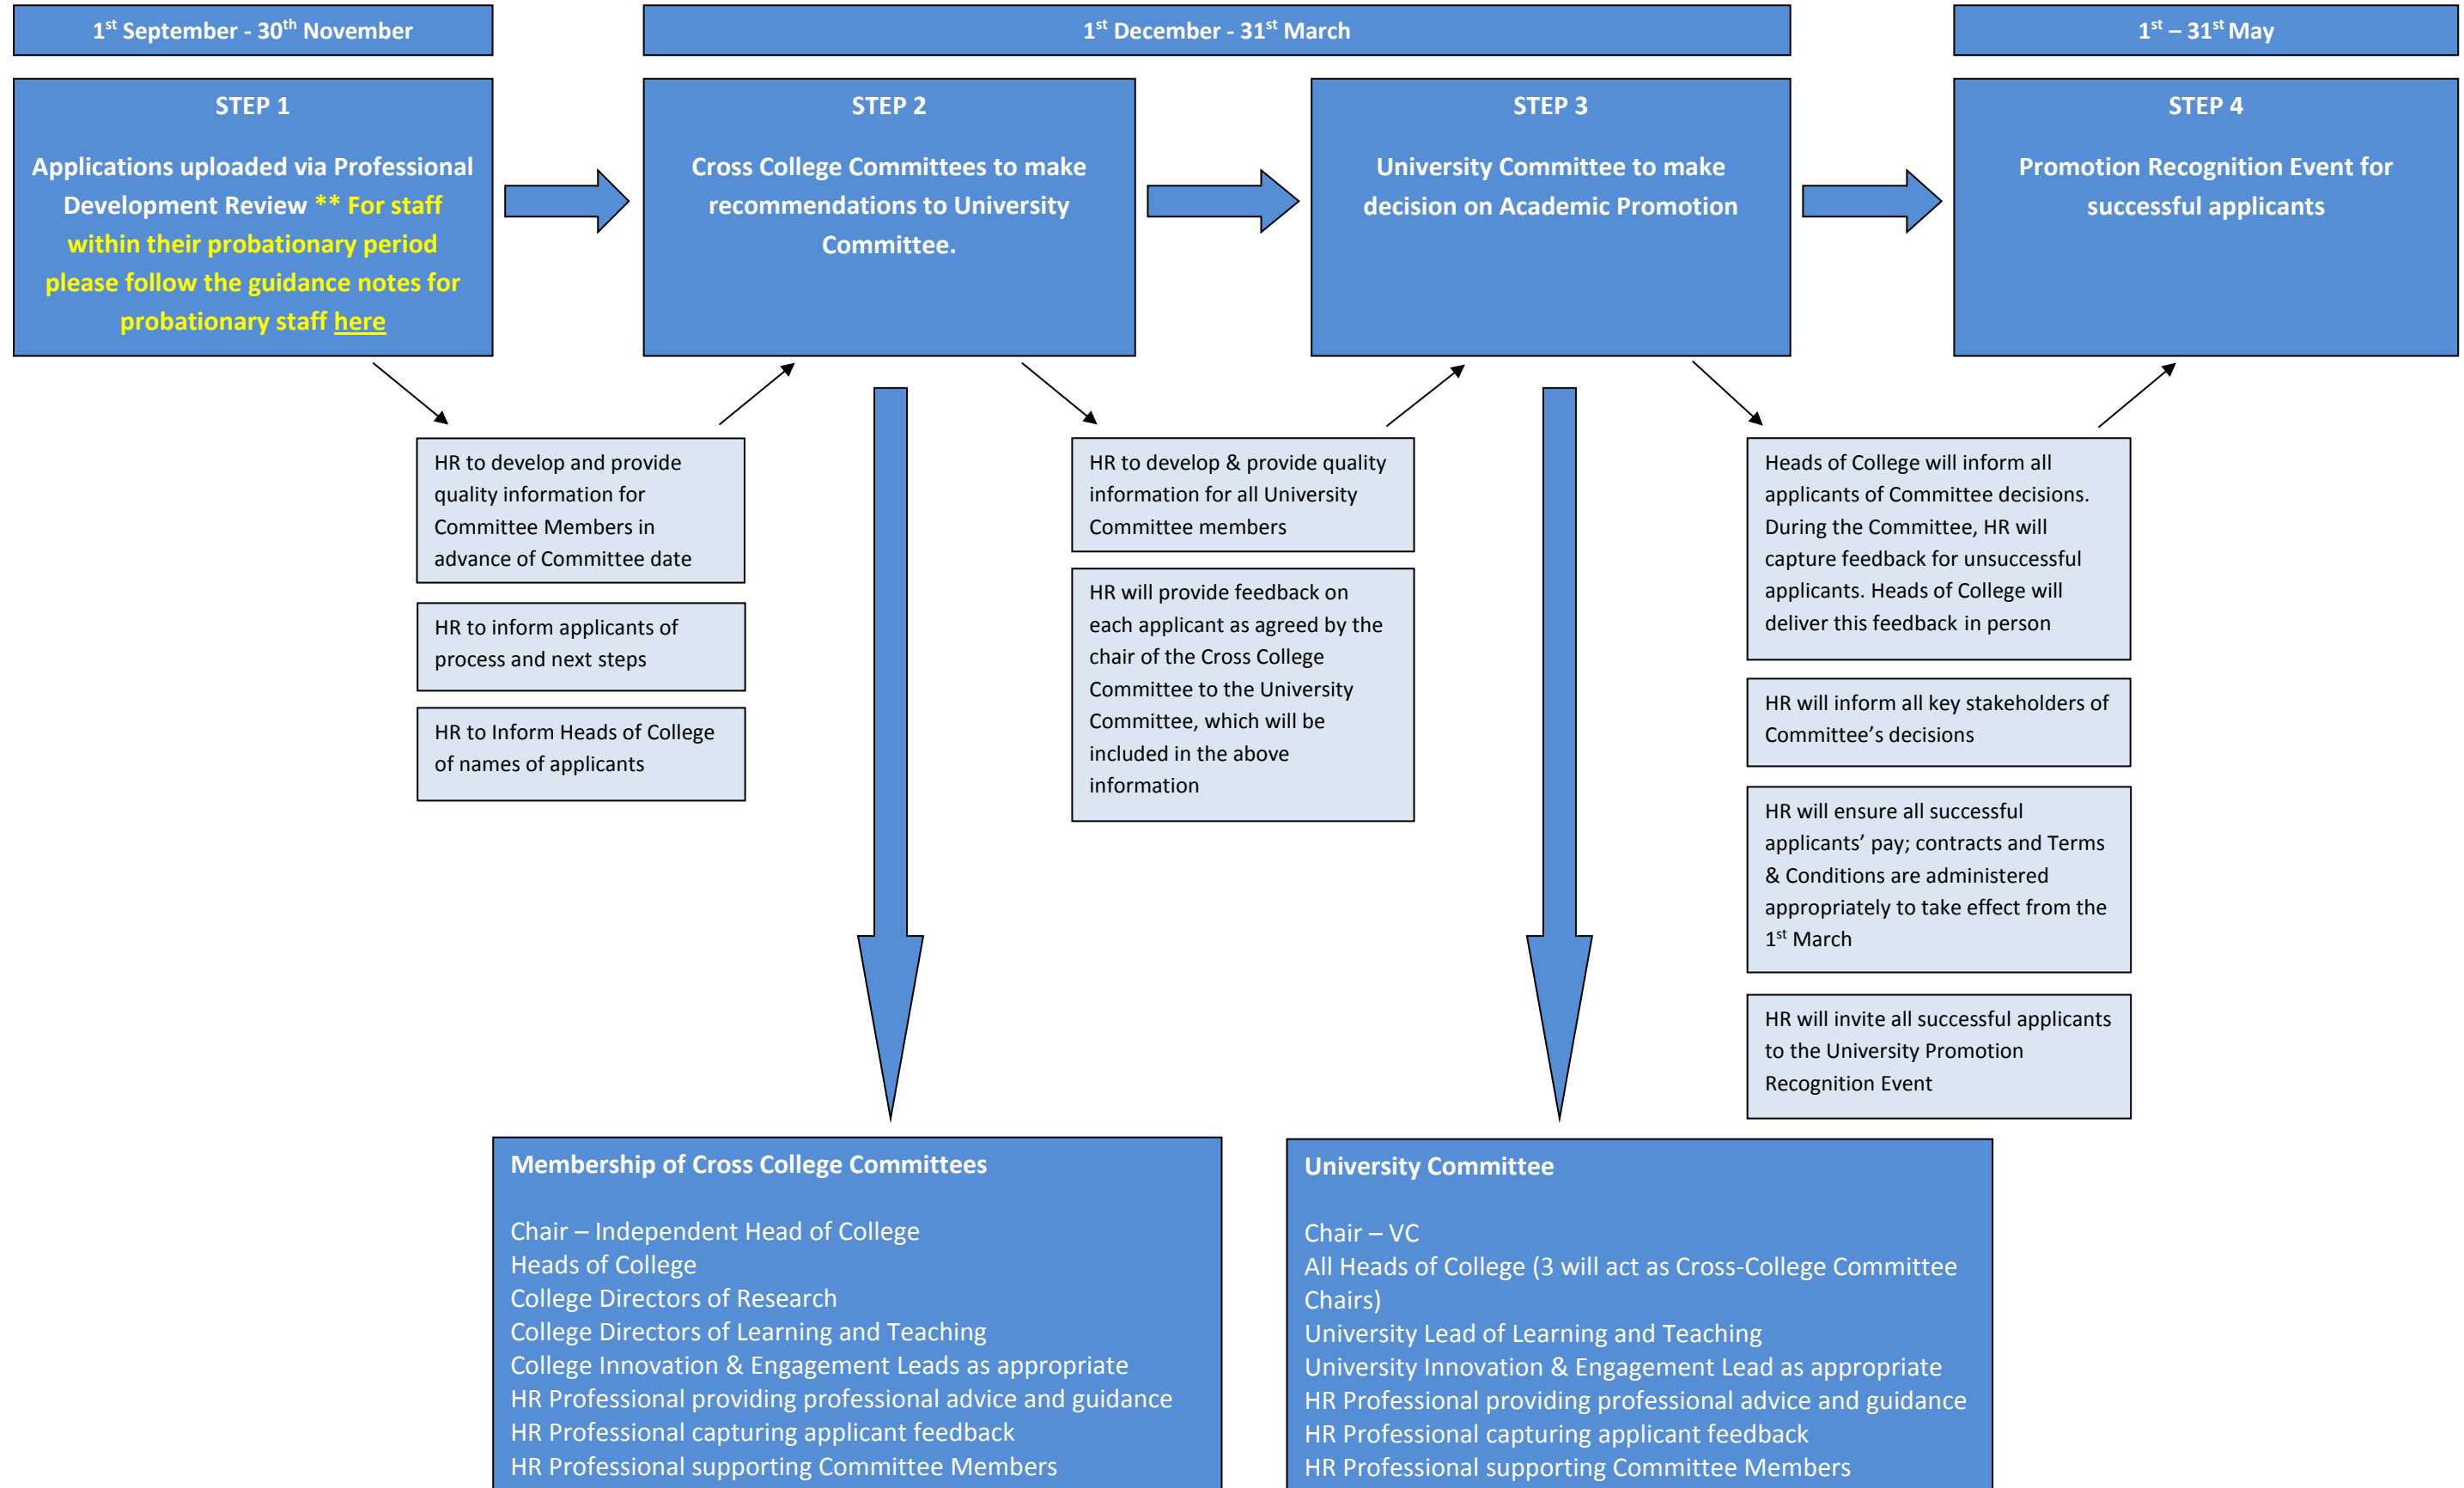 1st September - 30th November
1st December - 31st March
1st – 31st May
STEP 1
Applications uploaded via Professional
Development Review ** For staff
within their probationary period
please follow the guidance notes for
probationary staff here
STEP 2
Cross College Committees to make
recommendations to University
Committee.
STEP 3
University Committee to make
decision on Academic Promotion
STEP 4
Promotion Recognition Event for
successful applicants
HR to develop and provide
quality information for
Committee Members in
advance of Committee date
HR to inform applicants of
process and next steps
HR to Inform Heads of College
of names of applicants
HR to develop & provide quality
information for all University
Committee members
HR will provide feedback on
each applicant as agreed by the
chair of the Cross College
Committee to the University
Committee, which will be
included in the above
information
Heads of College will inform all
applicants of Committee decisions.
During the Committee, HR will
capture feedback for unsuccessful
applicants. Heads of College will
deliver this feedback in person
HR will inform all key stakeholders of
Committee’s decisions
HR will ensure all successful
applicants’ pay; contracts and Terms
& Conditions are administered
appropriately to take effect from the
1st March
HR will invite all successful applicants
to the University Promotion
Recognition Event
Membership of Cross College Committees
Chair – Independent Head of College
Heads of College
College Directors of Research
College Directors of Learning and Teaching
College Innovation & Engagement Leads as appropriate
HR Professional providing professional advice and guidance
HR Professional capturing applicant feedback
HR Professional supporting Committee Members
University Committee
Chair – VC
All Heads of College (3 will act as Cross-College Committee
Chairs)
University Lead of Learning and Teaching
University Innovation & Engagement Lead as appropriate
HR Professional providing professional advice and guidance
HR Professional capturing applicant feedback
HR Professional supporting Committee Members